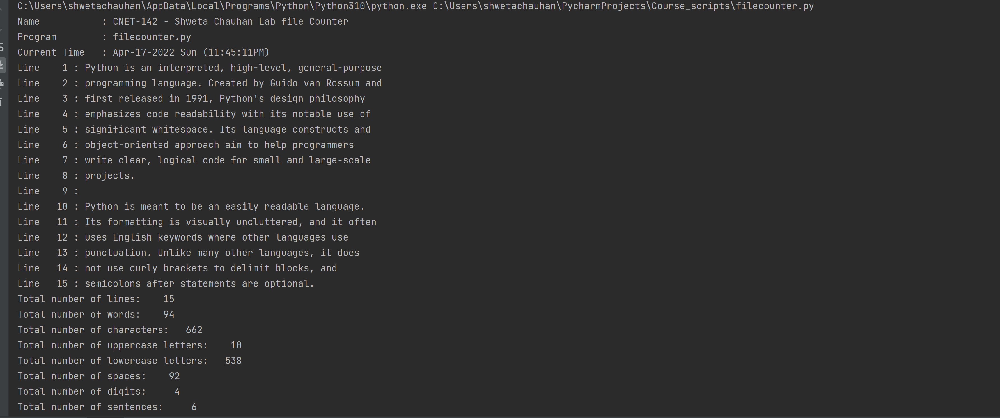 C:\Users\shwetachauhan\AppData\Local\Programs\Python\Python310\python.exe C:\Users\shwetachauhan\PycharmProjects\Course_scripts\filecounter.py
Name           : CNET-142 - Shweta Chauhan Lab file Counter
Program        : filecounter.py
Current Time   : Apr-17-2022 Sun (11:45:11PM)
Line    1 : Python is an interpreted, high-level, general-purpose
Line    2 : programming language. Created by Guido van Rossum and
Line    3 : first released in 1991, Python's design philosophy
Line    4 : emphasizes code readability with its notable use of
Line    5 : significant whitespace. Its language constructs and
Line    6 : object-oriented approach aim to help programmers
Line    7 : write clear, logical code for small and large-scale
Line    8 : projects.
Line    9 :
Line   10 : Python is meant to be an easily readable language.
Line   11 : Its formatting is visually uncluttered, and it often
Line   12 : uses English keywords where other languages use
Line   13 : punctuation. Unlike many other languages, it does
Line   14 : not use curly brackets to delimit blocks, and
Line   15 : semicolons after statements are optional.
Total number of lines:    15
Total number of words:    94
Total number of characters:   662
Total number of uppercase letters:    10
Total number of lowercase letters:   538
Total number of spaces:    92
Total number of digits:     4
Total number of sentences:     6